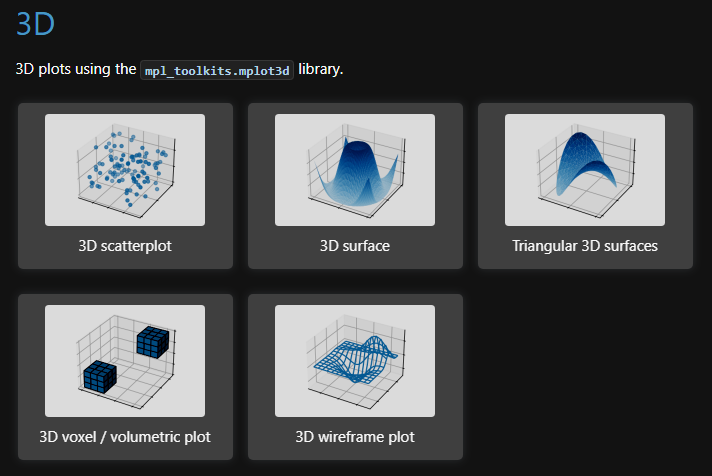 3D
3D plots using the mpl_toolkits.mplot3d library.
3D scatterplot
3D surface
Triangular 3D surfaces
3D voxel / volumetric plot
3D wireframe plot